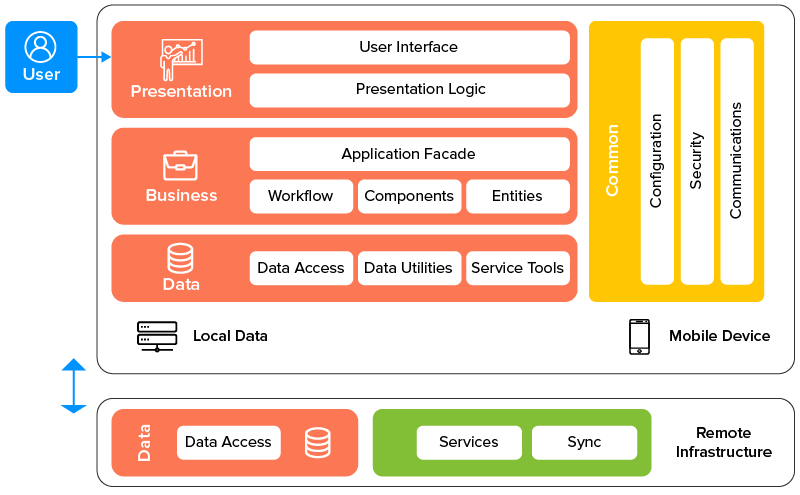 User
Presentation
User Interface
Presentation Logic
Business
Application Facade
Workflow
Components
Entities
Data
Data Access
Data Utilities
Service Tools
Common
Configuration
Security
Communications
Local Data
Mobile Device
Data
Data Access
Services
Sync
Remote
Infrastructure